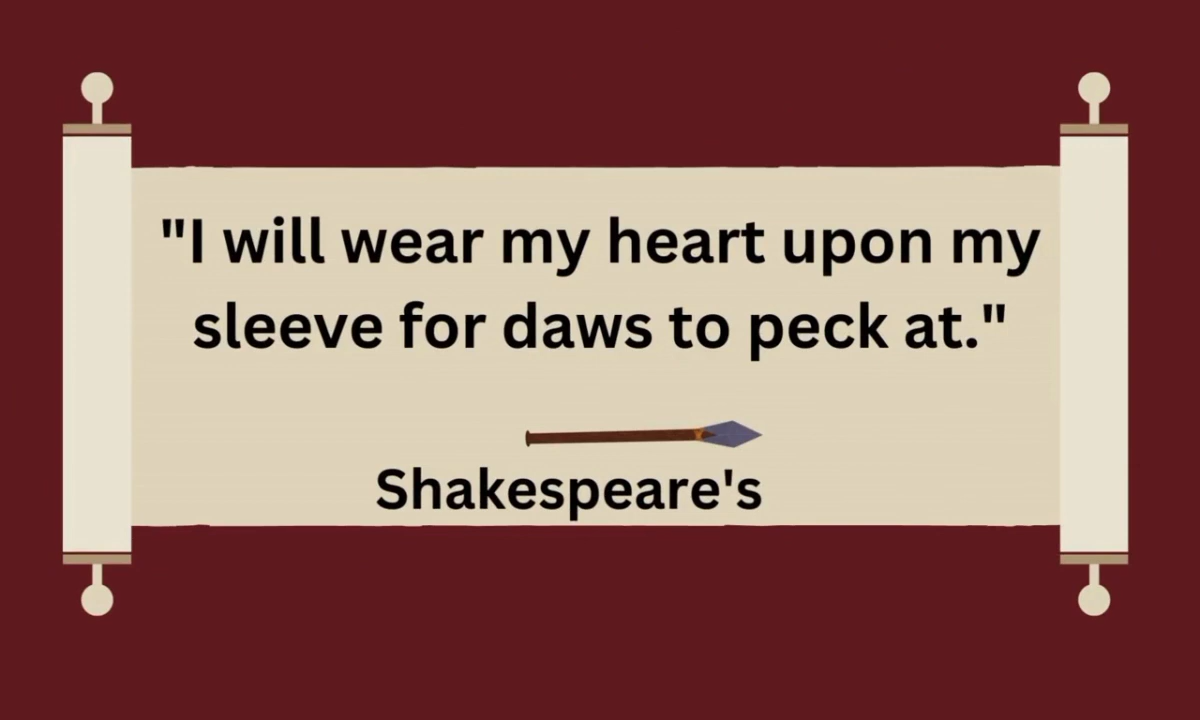 "I will wear my heart upon my
sleeve for daws to peck at."
Shakespeare's